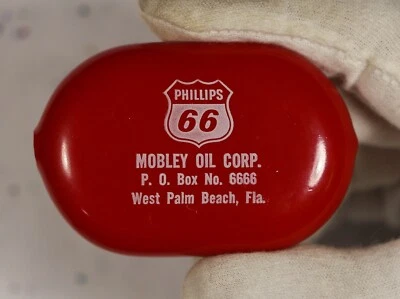 PHILLIPS
66
MOBLEY OIL CORP.
P. O. Box No. 6666
West Palm Beach, Fla.